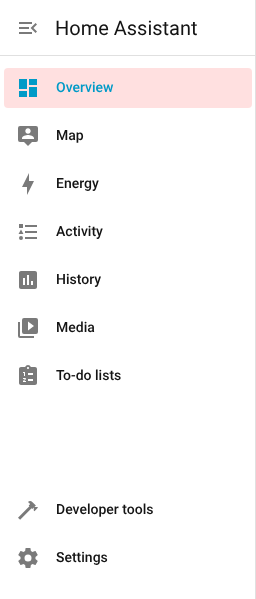 Home Assistant
Overview
Map
Energy
Activity
History
Media
To-do lists
Developer tools
Settings